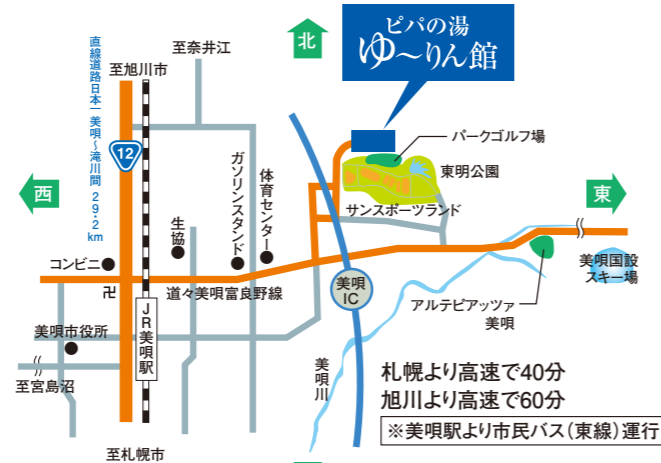 北
ピパの湯
ゆ〜りん館
至奈井江
至旭川市
直線道路日本一 美唄〜滝川間 29・2km
12
パークゴルフ場
東明公園
サンスポーツランド
西
東
体育センター
ガソリンスタンド
生協
コンビニ
卍
道々美唄富良野線
美唄
IC
美唄国設
スキー場
アルテピアッツァ
美唄
JR美唄駅
美唄市役所
至宮島沼
美唄川
札幌より高速で40分
旭川より高速で60分
※美唄駅より市民バス(東線)運行
至札幌市